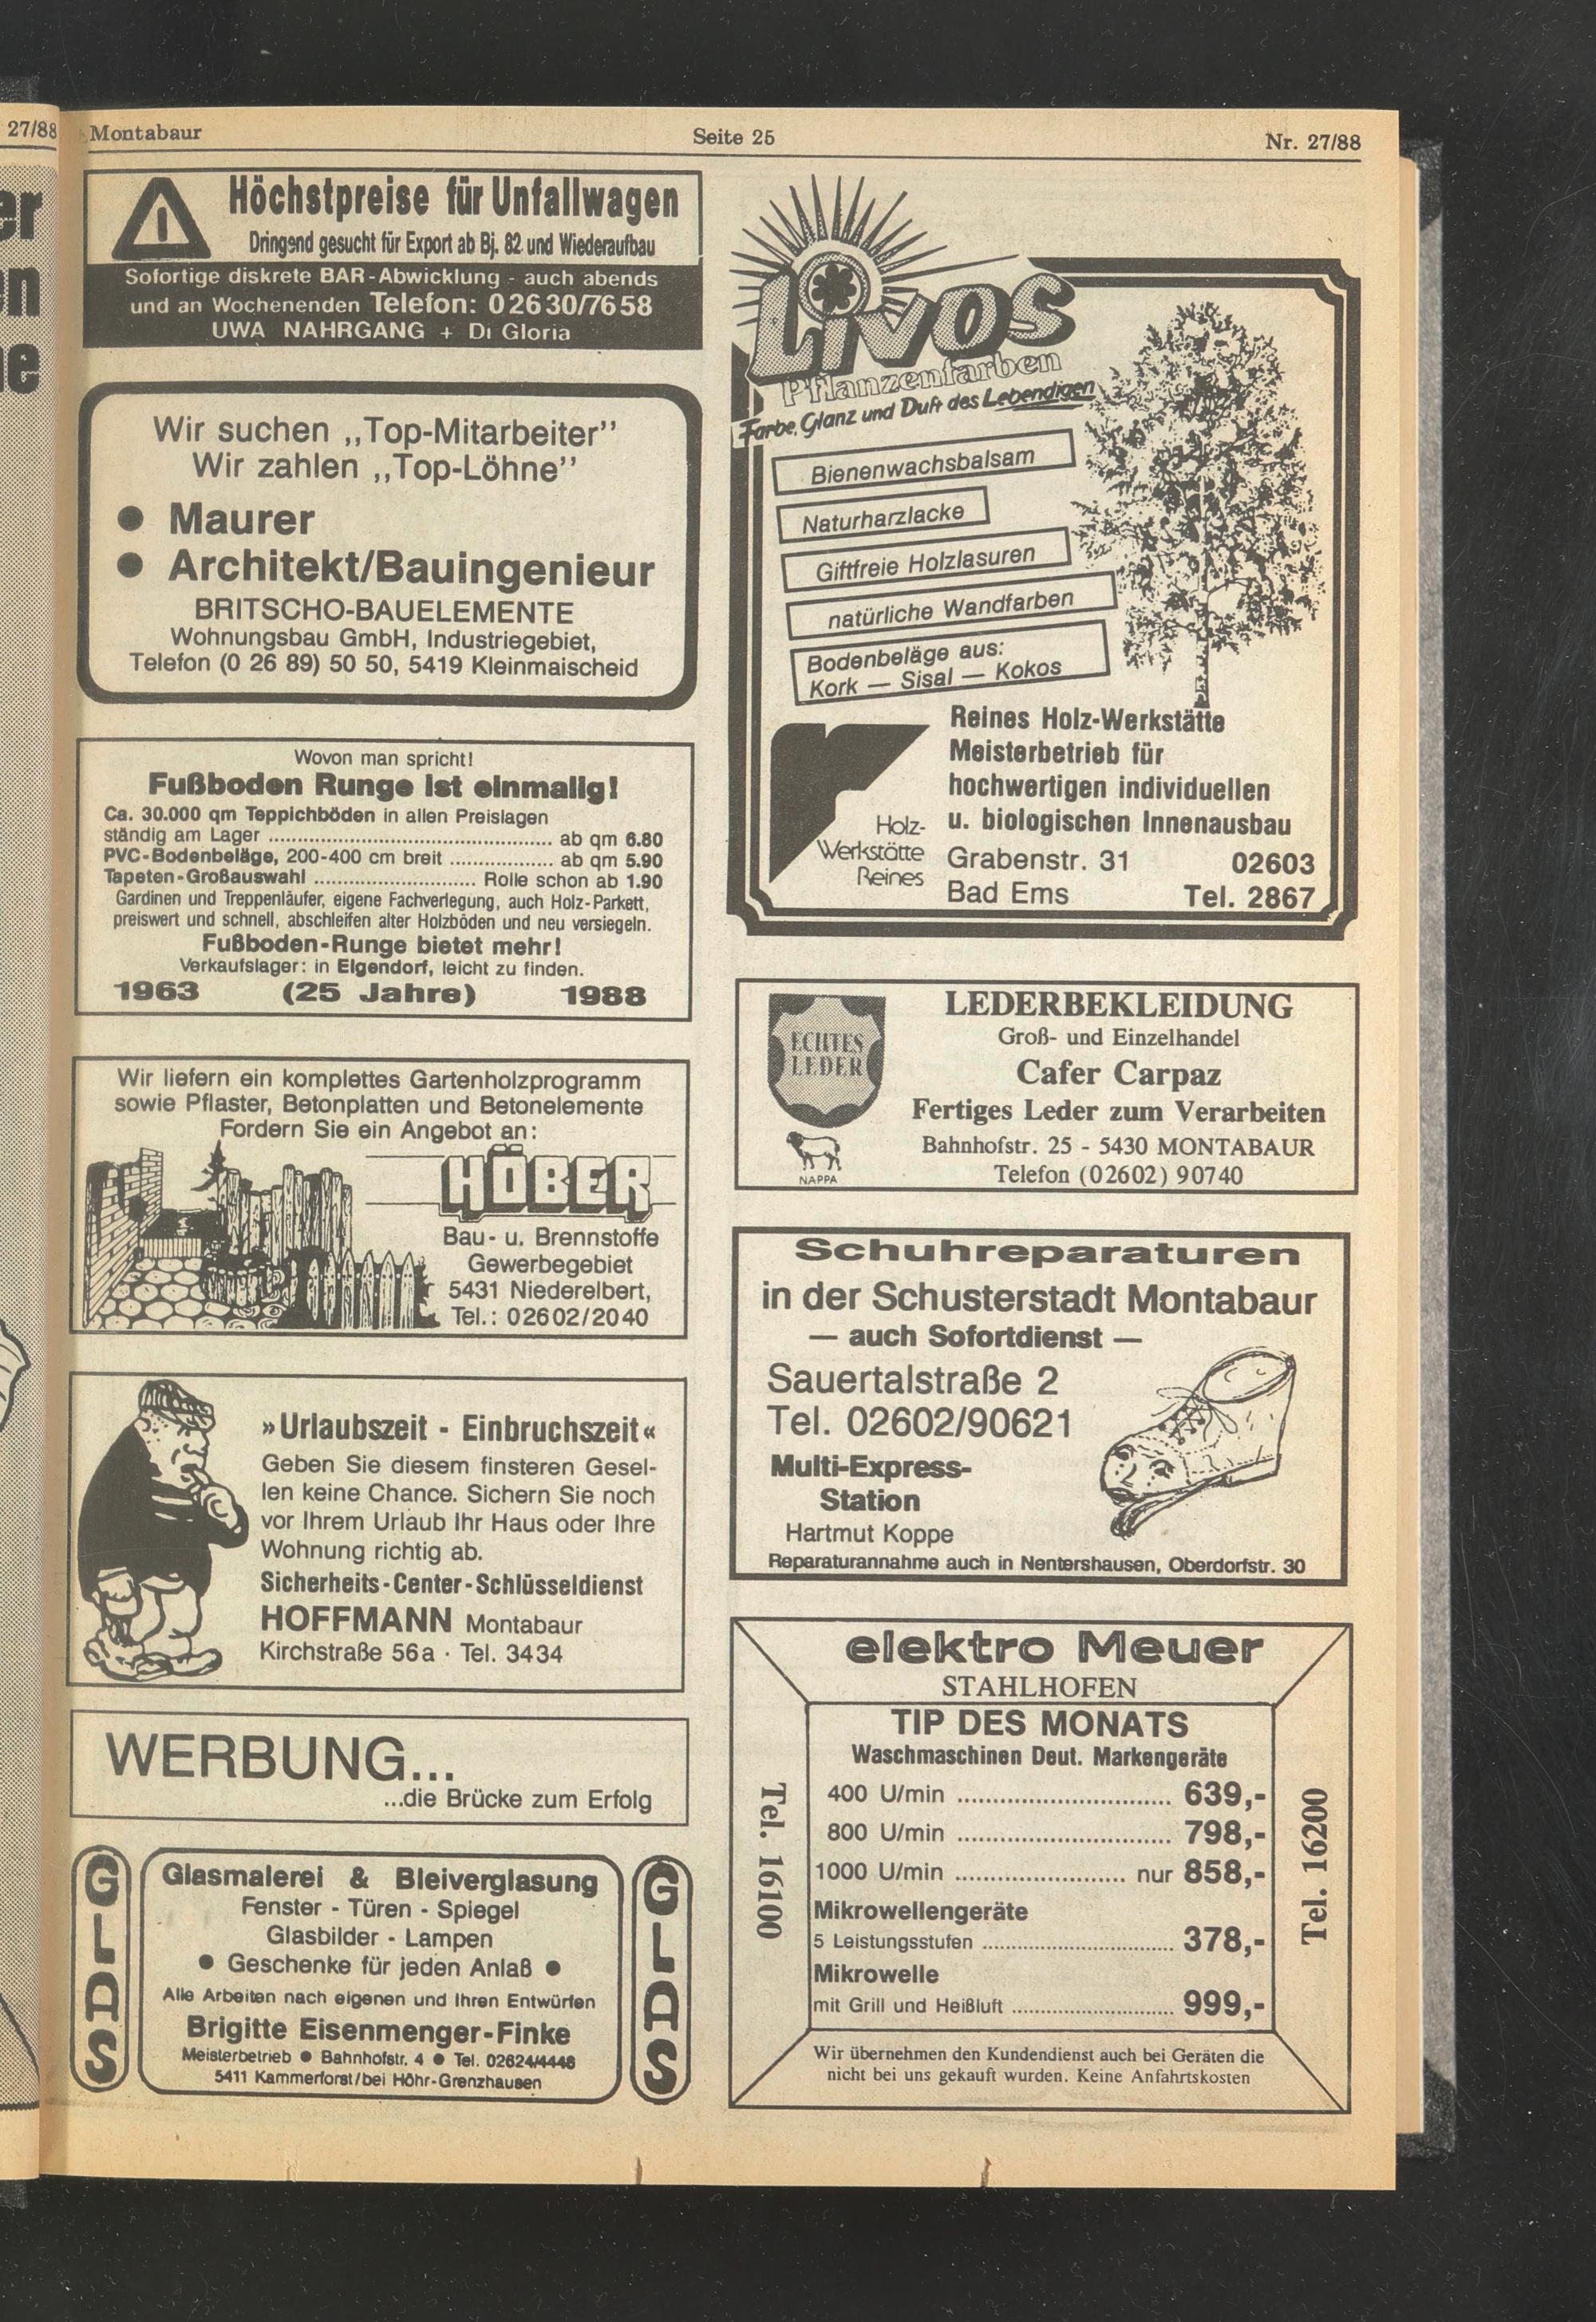 27/88
er
en
ne
Montabaur
Seite 25
Nr. 27/88
Höchstpreise für Unfallwagen
Dringend gesucht für Export ab Bj. 82 und Wiederaufbau
Sofortige diskrete BAR-Abwicklung - auch abends
und an Wochenenden Telefon: 02630/7658
UWA NAHRGANG + Di Gloria
Wir suchen ,,Top-Mitarbeiter''
Wir zahlen ,,Top-Löhne''
● Maurer
● Architekt/Bauingenieur
BRITSCHO-BAUELEMENTE
Wohnungsbau GmbH, Industriegebiet,
Telefon (0 26 89) 50 50, 5419 Kleinmaischeid
Wovon man spricht!
Fußboden Runge ist einmalig!
Ca. 30.000 qm Teppichböden in allen Preislagen
ständig am Lager ................................................ ab qm 6.80
PVC-Bodenbeläge, 200-400 cm breit .................. ab qm 5.90
Tapeten-Großauswahl ........................... Rolle schon ab 1.90
Gardinen und Treppenläufer, eigene Fachverlegung, auch Holz-Parkett,
preiswert und schnell, abschleifen alter Holzböden und neu versiegeln.
Fußboden-Runge bietet mehr!
Verkaufslager: in Elgendorf, leicht zu finden.
1963 (25 Jahre) 1988
Wir liefern ein komplettes Gartenholzprogramm
sowie Pflaster, Betonplatten und Betonelemente
Fordern Sie ein Angebot an:
HÖBER
Bau- u. Brennstoffe
Gewerbegebiet
5431 Niederelbert,
Tel.: 02602/2040
»Urlaubszeit - Einbruchszeit«
Geben Sie diesem finsteren Gesel-
len keine Chance. Sichern Sie noch
vor Ihrem Urlaub Ihr Haus oder Ihre
Wohnung richtig ab.
Sicherheits-Center-Schlüsseldienst
HOFFMANN Montabaur
Kirchstraße 56a · Tel. 3434
WERBUNG...
...die Brücke zum Erfolg
GLAS
Glasmalerei & Bleiverglasung
Fenster - Türen - Spiegel
Glasbilder - Lampen
● Geschenke für jeden Anlaß ●
Alle Arbeiten nach eigenen und Ihren Entwürfen
Brigitte Eisenmenger-Finke
Meisterbetrieb ● Bahnhofstr. 4 ● Tel. 02624/4446
5411 Kammerforst/bei Höhr-Grenzhausen
GLAS
Livos
Pflanzenfarben
Farbe, Glanz und Duft des Lebendigen
Bienenwachsbalsam
Naturharzlacke
Giftfreie Holzlasuren
natürliche Wandfarben
Bodenbeläge aus:
Kork — Sisal — Kokos
Holz-
Werkstätte
Reines
Reines Holz-Werkstätte
Meisterbetrieb für
hochwertigen individuellen
u. biologischen Innenausbau
Grabenstr. 31 02603
Bad Ems Tel. 2867
ECHTES
LEDER
NAPPA
LEDERBEKLEIDUNG
Groß- und Einzelhandel
Cafer Carpaz
Fertiges Leder zum Verarbeiten
Bahnhofstr. 25 - 5430 MONTABAUR
Telefon (02602) 90740
Schuhreparaturen
in der Schusterstadt Montabaur
— auch Sofortdienst —
Sauertalstraße 2
Tel. 02602/90621
Multi-Express-
Station
Hartmut Koppe
Reparaturannahme auch in Nentershausen, Oberdorfstr. 30
elektro Meuer
STAHLHOFEN
TIP DES MONATS
Waschmaschinen Deut. Markengeräte
400 U/min ................................ 639,-
800 U/min ................................ 798,-
1000 U/min ......................... nur 858,-
Mikrowellengeräte
5 Leistungsstufen ............................. 378,-
Mikrowelle
mit Grill und Heißluft ........................ 999,-
Tel. 16100
Tel. 16200
Wir übernehmen den Kundendienst auch bei Geräten die
nicht bei uns gekauft wurden. Keine Anfahrtskosten